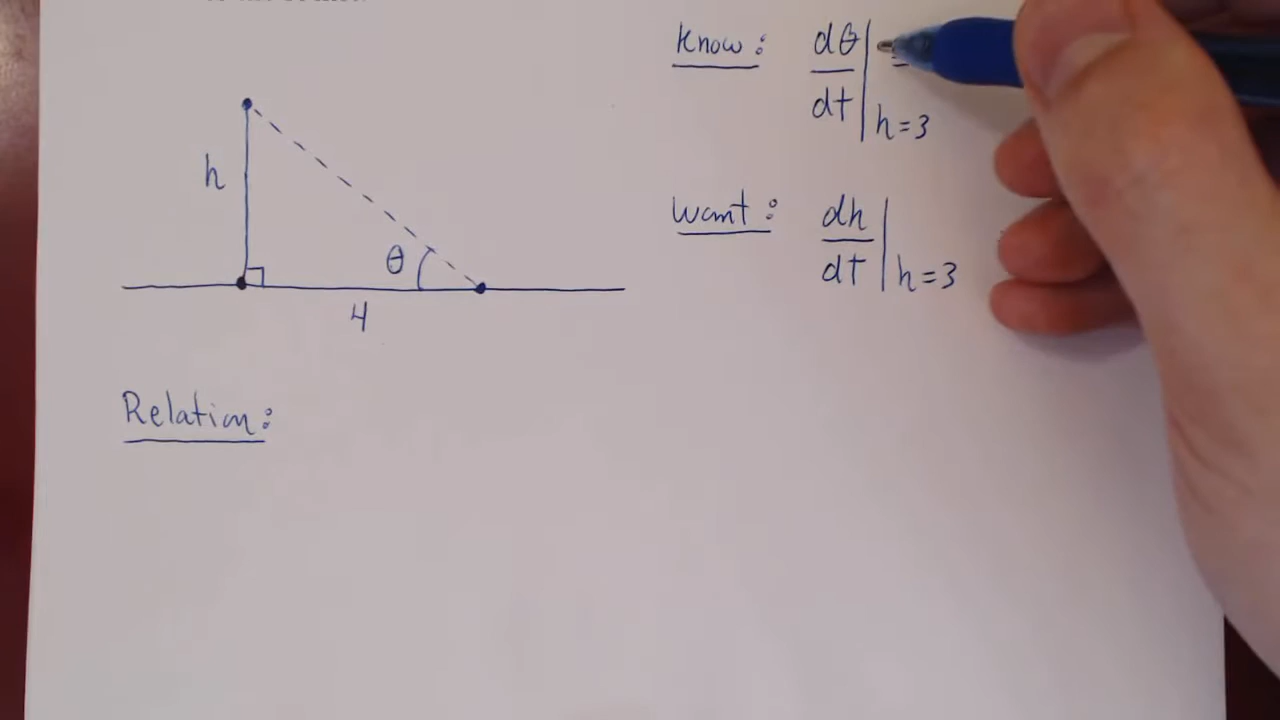 Know: dθ/dt | h=3 =
Want: dh/dt | h=3
h
θ
4
Relation: